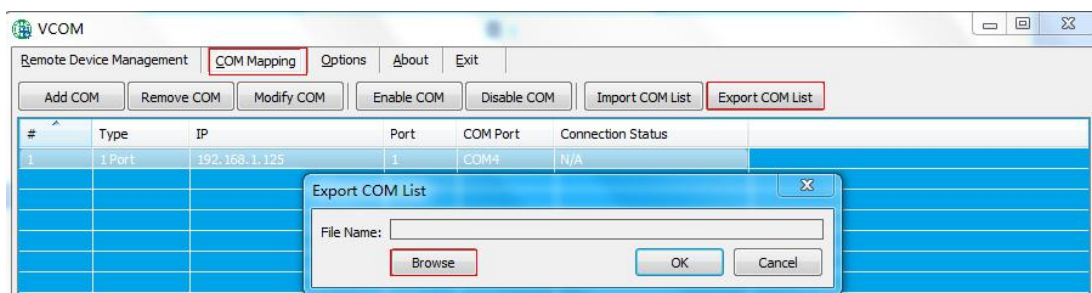 VCOM
Remote Device Management COM Mapping Options About Exit
Add COM Remove COM Modify COM Enable COM Disable COM Import COM List Export COM List
# Type IP Port COM Port Connection Status
1 1 Port 192.168.1.125 1 COM4 N/A
Export COM List
File Name:
Browse OK Cancel